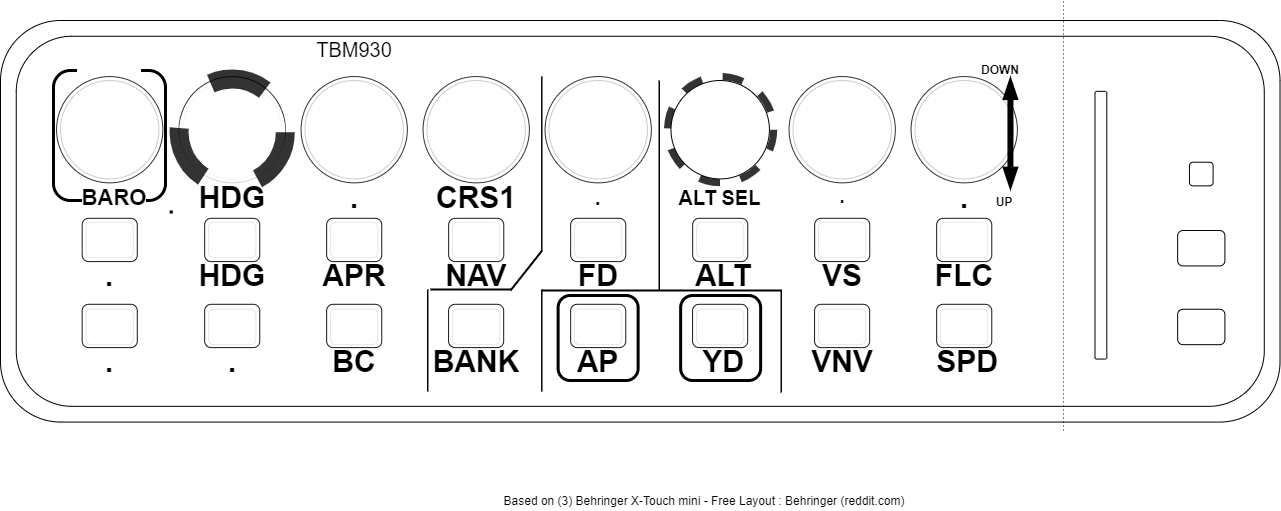 TBM930
DOWN
BARO . HDG . CRS1 . ALT SEL . . UP
. HDG APR NAV FD ALT VS FLC
. . BC BANK AP YD VNV SPD
Based on (3) Behringer X-Touch mini - Free Layout : Behringer (reddit.com)